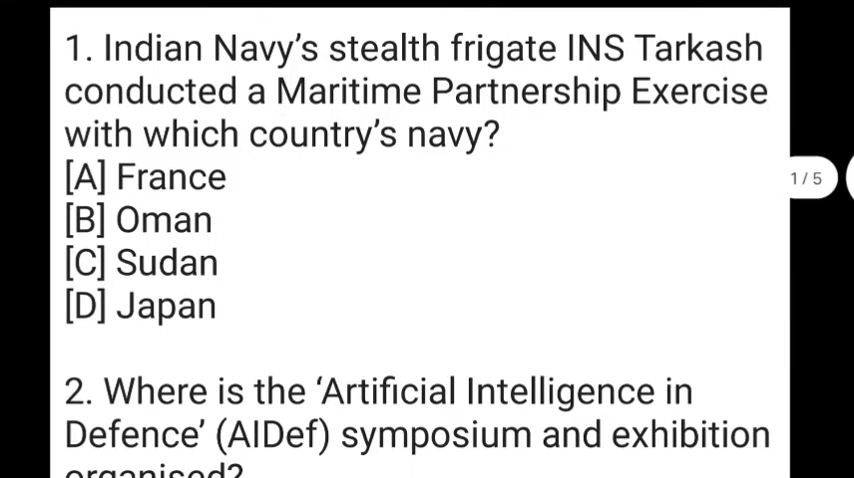 1. Indian Navy’s stealth frigate INS Tarkash
conducted a Maritime Partnership Exercise
with which country’s navy?
[A] France
[B] Oman
[C] Sudan
[D] Japan
1 / 5
2. Where is the ‘Artificial Intelligence in
Defence’ (AIDef) symposium and exhibition
organised?